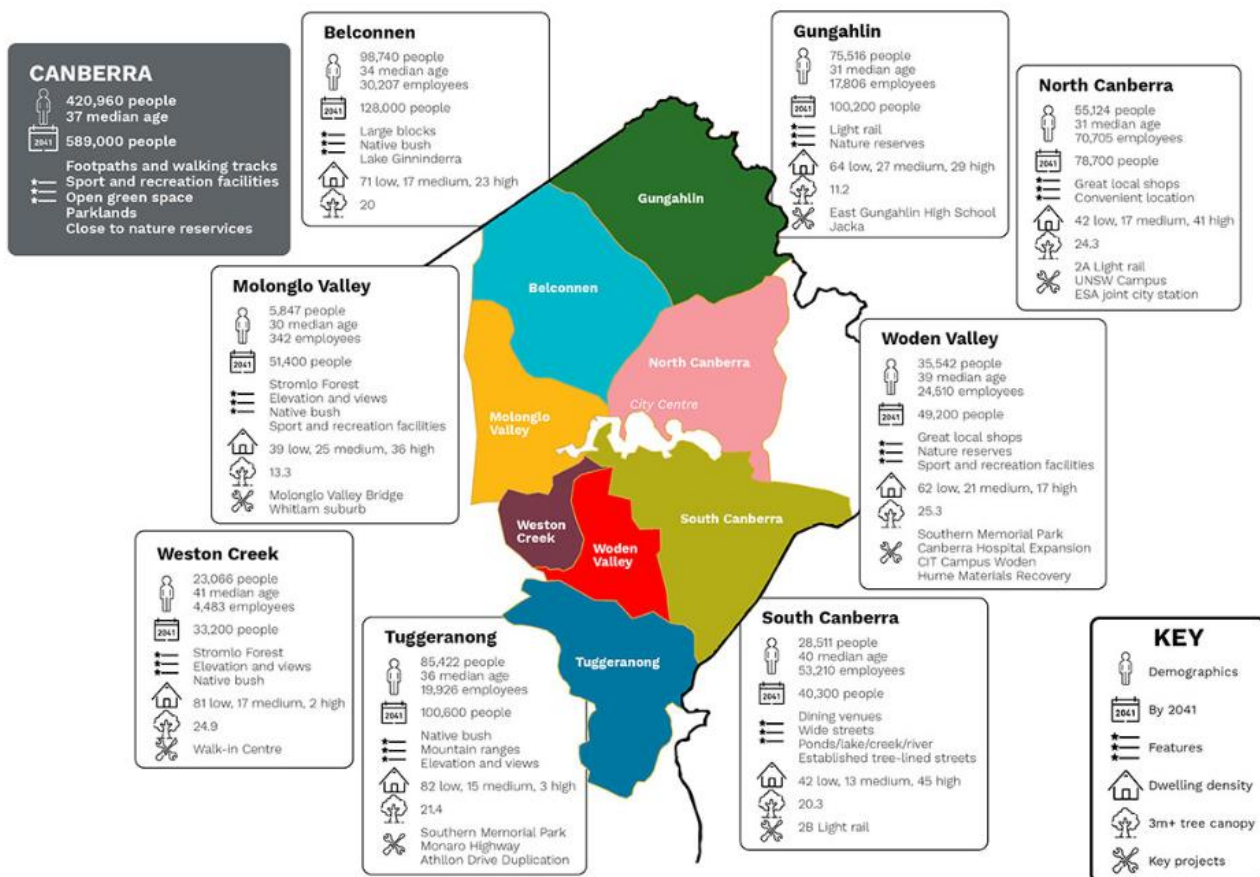 CANBERRA
420,960 people
37 median age
2041
589,000 people
Footpaths and walking tracks
Sport and recreation facilities
Open green space
Parklands
Close to nature reservices
Belconnen
98,740 people
34 median age
30,207 employees
2041
128,000 people
Large blocks
Native bush
Lake Ginninderra
71 low, 17 medium, 23 high
20
Gungahlin
75,516 people
31 median age
17,806 employees
2041
100,200 people
Light rail
Nature reserves
64 low, 27 medium, 29 high
11.2
East Gungahlin High School
Jacka
North Canberra
55,124 people
31 median age
70,705 employees
2041
78,700 people
Great local shops
Convenient location
42 low, 17 medium, 41 high
24.3
2A Light rail
UNSW Campus
ESA joint city station
Molonglo Valley
5,847 people
30 median age
342 employees
2041
51,400 people
Stromlo Forest
Elevation and views
Native bush
Sport and recreation facilities
39 low, 25 medium, 36 high
13.3
Molonglo Valley Bridge
Whitlam suburb
Gungahlin
Belconnen
North Canberra
City Centre
Molonglo
Valley
South Canberra
Weston
Creek
Woden
Valley
Tuggeranong
Woden Valley
35,542 people
39 median age
24,510 employees
2041
49,200 people
Great local shops
Nature reserves
Sport and recreation facilities
62 low, 21 medium, 17 high
25.3
Southern Memorial Park
Canberra Hospital Expansion
CIT Campus Woden
Hume Materials Recovery
Weston Creek
23,066 people
41 median age
4,483 employees
2041
33,200 people
Stromlo Forest
Elevation and views
Native bush
81 low, 17 medium, 2 high
24.9
Walk-in Centre
Tuggeranong
85,422 people
36 median age
19,926 employees
2041
100,600 people
Native bush
Mountain ranges
Elevation and views
82 low, 15 medium, 3 high
21.4
Southern Memorial Park
Monaro Highway
Athllon Drive Duplication
South Canberra
28,511 people
40 median age
53,210 employees
2041
40,300 people
Dining venues
Wide streets
Ponds/lake/creek/river
Established tree-lined streets
42 low, 13 medium, 45 high
20.3
2B Light rail
KEY
Demographics
2041
By 2041
Features
Dwelling density
3m+ tree canopy
Key projects